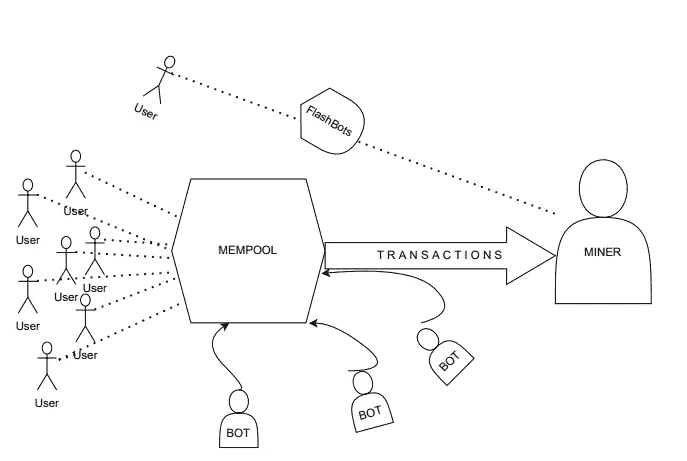 User
FlashBots
User
User
User
User
User
User
User
MEMPOOL
TRANSACTIONS
MINER
BOT
BOT
BOT